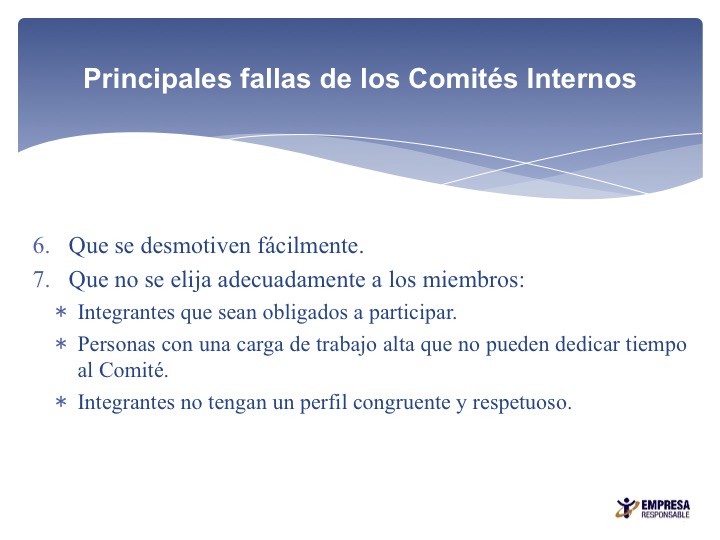 Principales fallas de los Comités Internos
6. Que se desmotiven fácilmente.
7. Que no se elija adecuadamente a los miembros:
* Integrantes que sean obligados a participar.
* Personas con una carga de trabajo alta que no pueden dedicar tiempo
al Comité.
* Integrantes no tengan un perfil congruente y respetuoso.
EMPRESA
RESPONSABLE